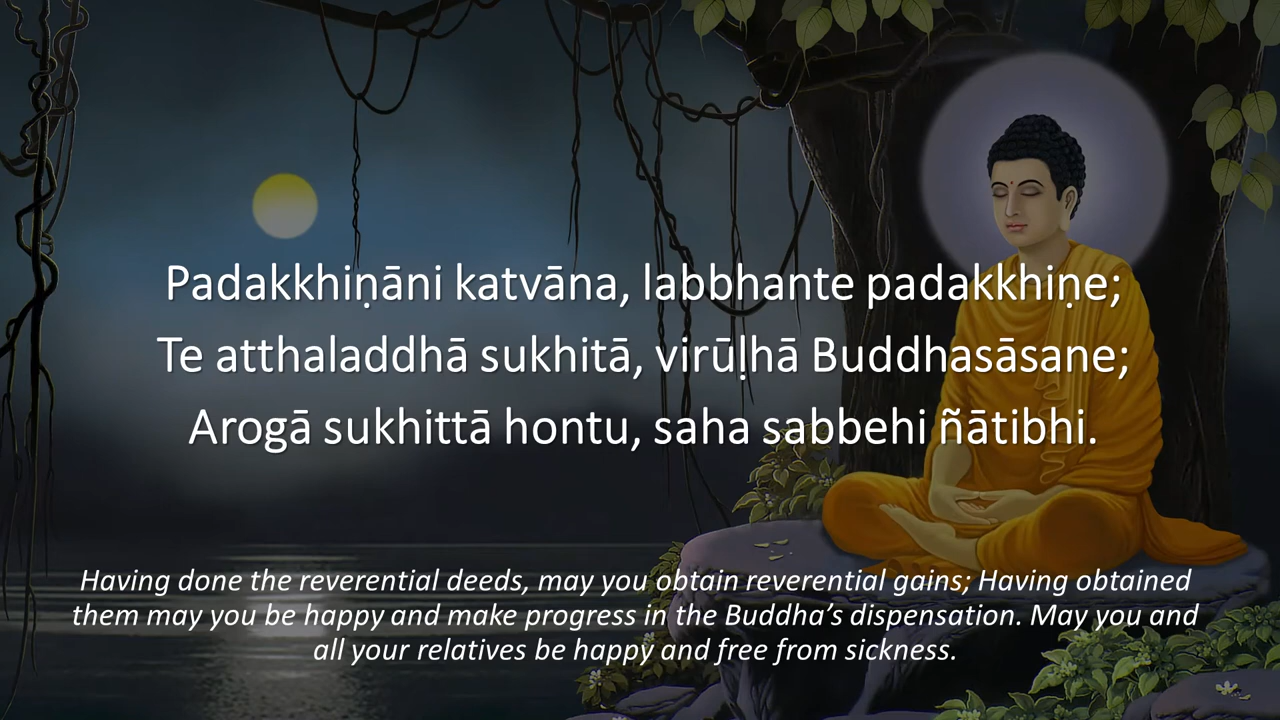 Padakkhiṇāni katvāna, labbhante padakkhiṇe;
Te atthaladdhā sukhitā, virūḷhā Buddhasāsane;
Arogā sukhittā hontu, saha sabbehi ñātibhi.
Having done the reverential deeds, may you obtain reverential gains; Having obtained
them may you be happy and make progress in the Buddha’s dispensation. May you and
all your relatives be happy and free from sickness.